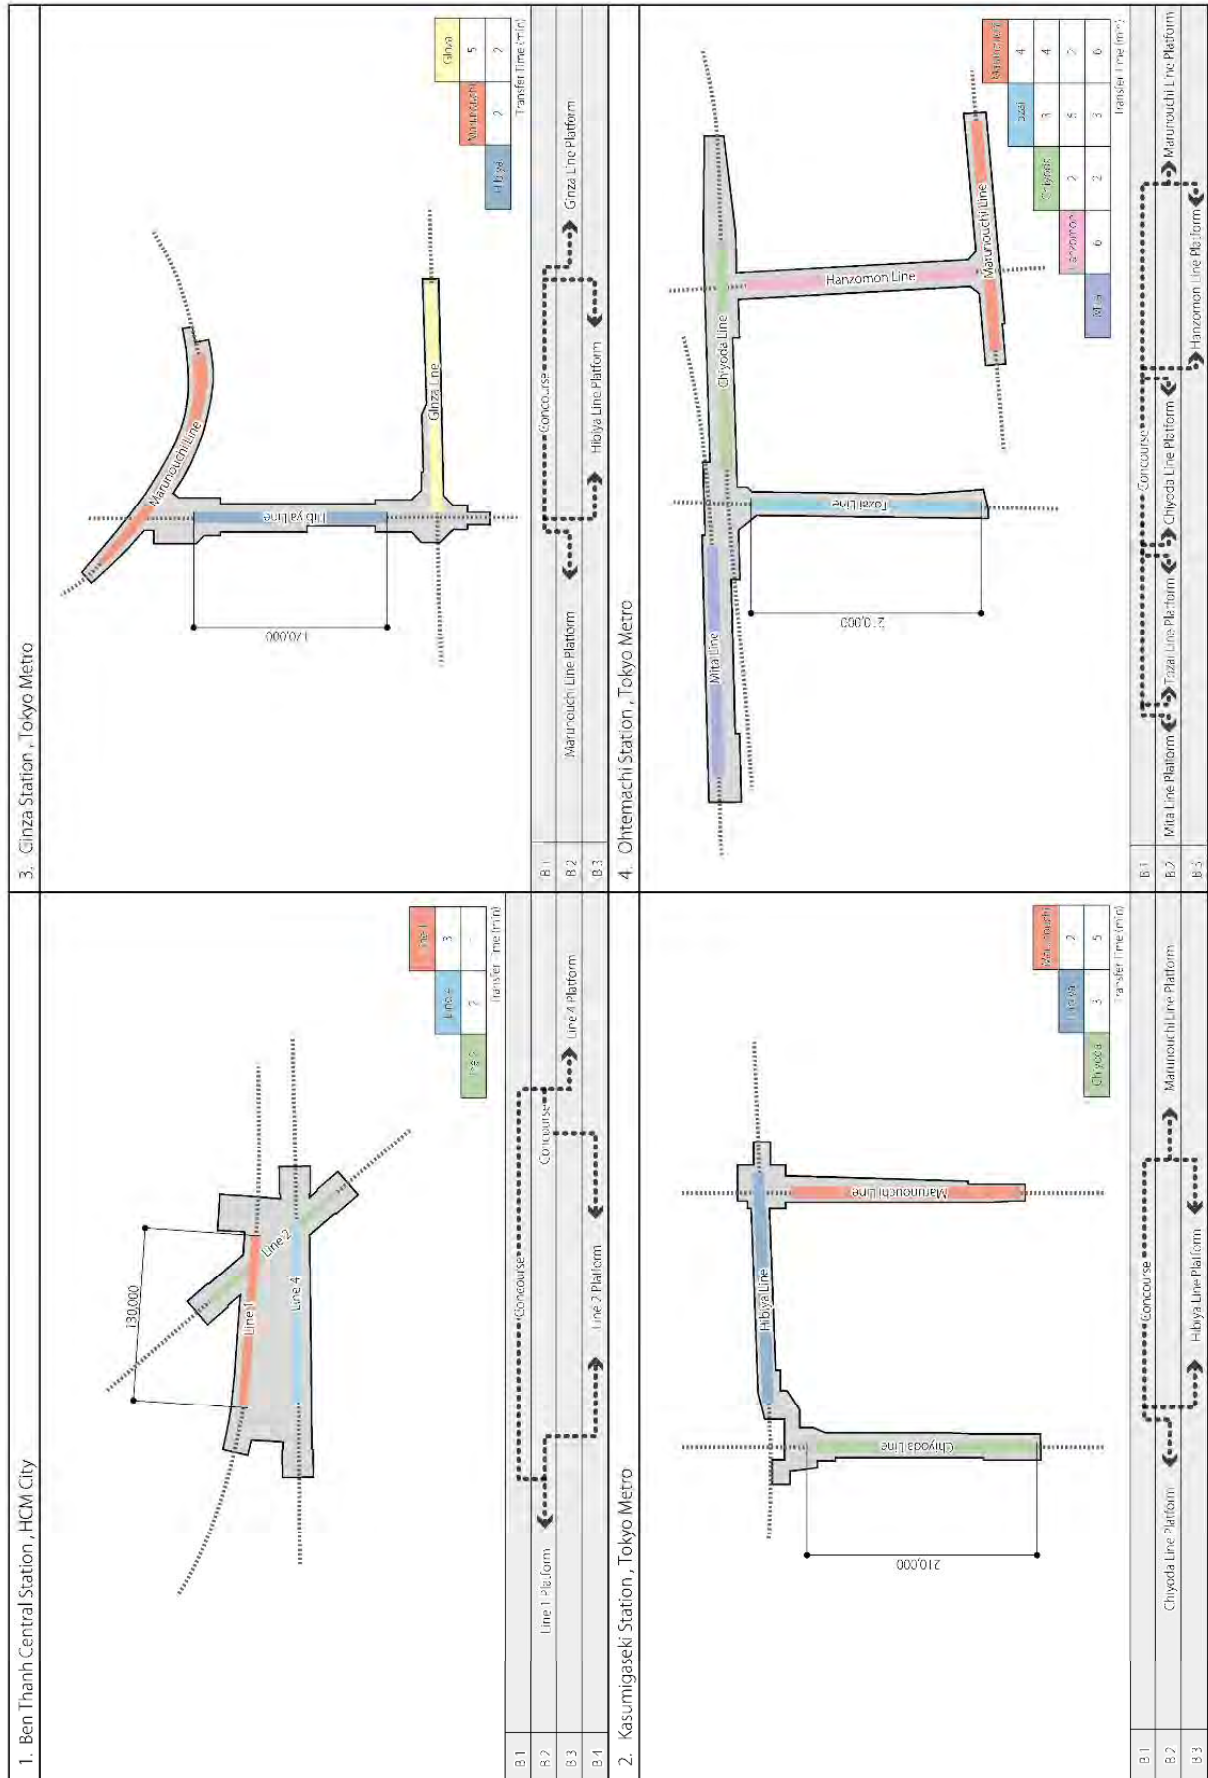 1. Ben Thanh Central Station , HCM City
130,000
Line 1
Line 2
Line 4
3
2
Transfer Time (min)
B1
B2
B3
B4
Concourse
Concourse
Line 1 Platform
Line 4 Platform
Line 2 Platform
2. Kasumigaseki Station , Tokyo Metro
Hibiya Line
Chiyoda Line
Marunouchi Line
210,000
Marunouchi
Hibiya
2
Chiyoda
3
5
Transfer Time (min)
B1
B2
B3
Concourse
Chiyoda Line Platform
Marunouchi Line Platform
Hibiya Line Platform
3. Ginza Station , Tokyo Metro
Marunouchi Line
Hibiya Line
Ginza Line
170,000
Ginza
Marunouchi
5
Hibiya
2
2
Transfer Time (min)
B1
B2
B3
Concourse
Marunouchi Line Platform
Ginza Line Platform
Hibiya Line Platform
4. Ohtemachi Station , Tokyo Metro
Mita Line
Chiyoda Line
Tozai Line
Hanzomon Line
Marunouchi Line
210,000
Marunouchi
Tozai
4
Chiyoda
3
4
Hanzomon
2
2
Mita
6
2
3
6
Transfer Time (min)
B1
B2
B3
Concourse
Mita Line Platform
Tozai Line Platform
Chiyoda Line Platform
Marunouchi Line Platform
Hanzomon Line Platform